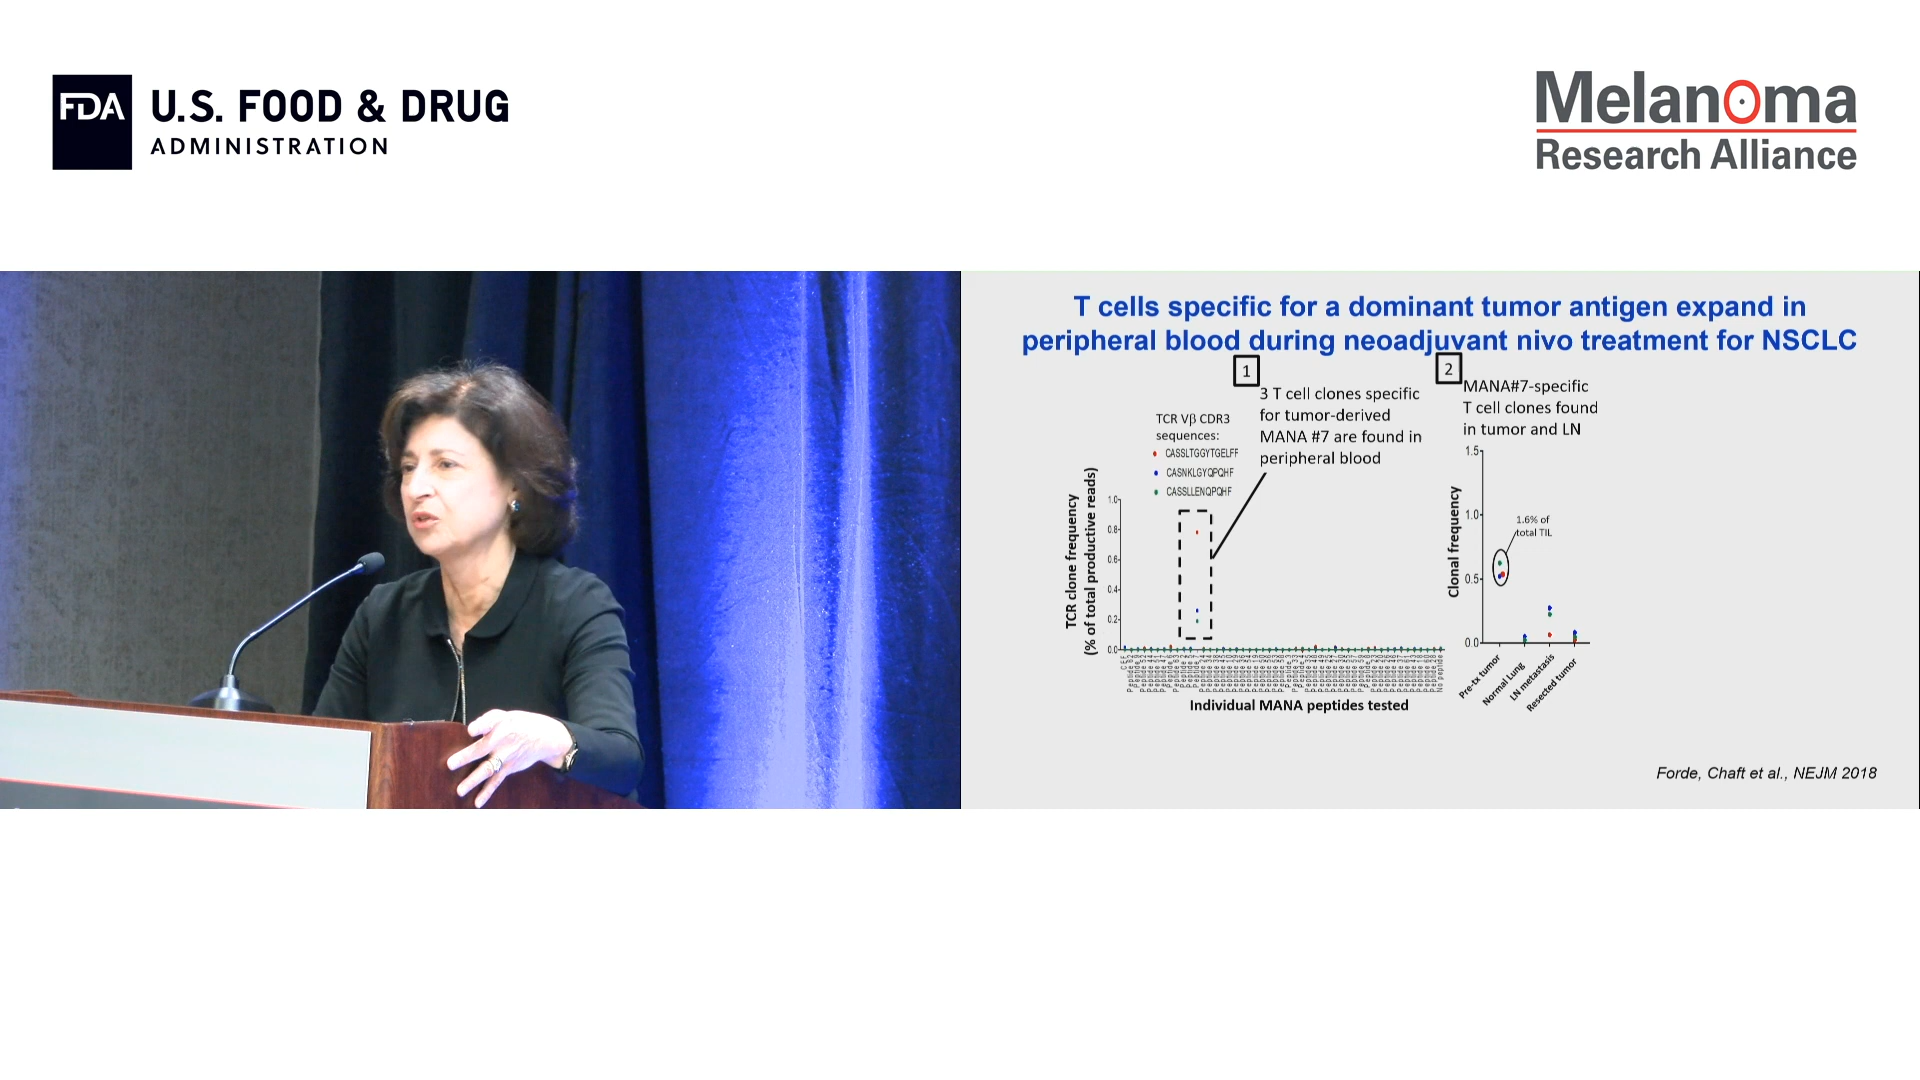 FDA U.S. FOOD & DRUG
ADMINISTRATION
Melanoma
Research Alliance
T cells specific for a dominant tumor antigen expand in
peripheral blood during neoadjuvant nivo treatment for NSCLC
1
3 T cell clones specific
for tumor-derived
MANA #7 are found in
peripheral blood
TCR Vβ CDR3
sequences:
CASSLTGGYTGELFF
CASNKLGYQPQHF
CASSLLENQPQHF
TCR clone frequency
(% of total productive reads)
1.0
0.8
0.6
0.4
0.2
0.0
CEF
No peptide
Individual MANA peptides tested
2
MANA#7-specific
T cell clones found
in tumor and LN
Clonal frequency
1.5
1.0
0.5
0.0
1.6% of
total TIL
Pre-tx tumor
Normal Lung
LN metastasis
Resected tumor
Forde, Chaft et al., NEJM 2018